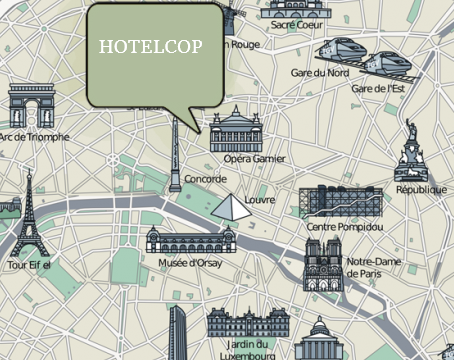 HOTELCOP
Sacré Coeur
n Rouge
Gare du Nord
Gare de l'Est
Arc de Triomphe
Opéra Garnier
Concorde
Louvre
République
Centre Pompidou
Tour Eif el
Musée d'Orsay
Notre-Dame
de Paris
Jardin du
Luxembourg